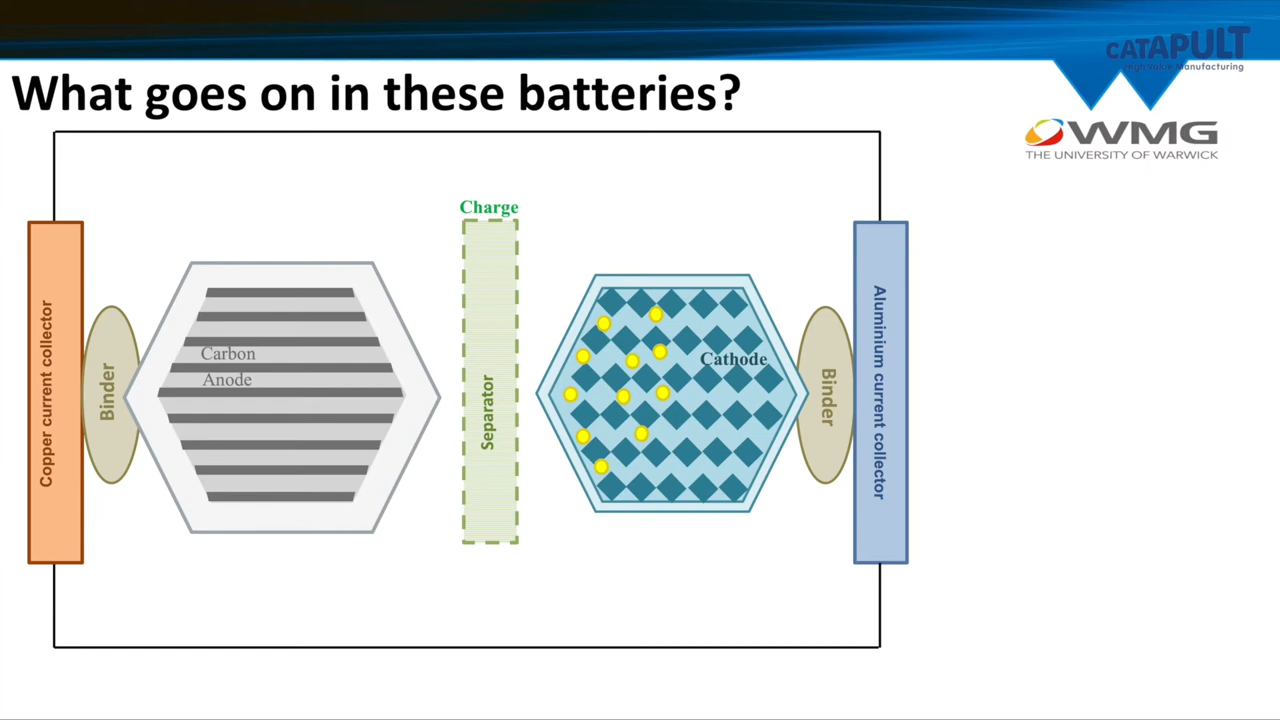 CATAPULT
High Value Manufacturing
What goes on in these batteries?
WMG
THE UNIVERSITY OF WARWICK
Charge
Copper current collector
Binder
Carbon
Anode
Separator
Cathode
Binder
Aluminium current collector